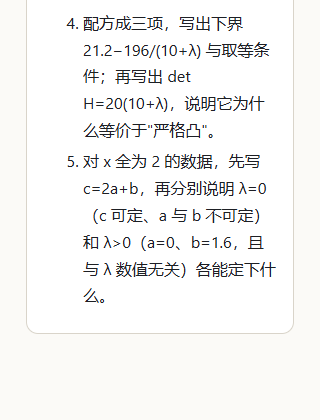 4. 配方成三项，写出下界
21.2−196/(10+λ) 与取等条
件；再写出 det
H=20(10+λ)，说明它为什
么等价于"严格凸"。
5. 对 x 全为 2 的数据，先写
c=2a+b，再分别说明 λ=0
（c 可定、a 与 b 不可定）
和 λ>0（a=0、b=1.6，且
与 λ 数值无关）各能定下什
么。